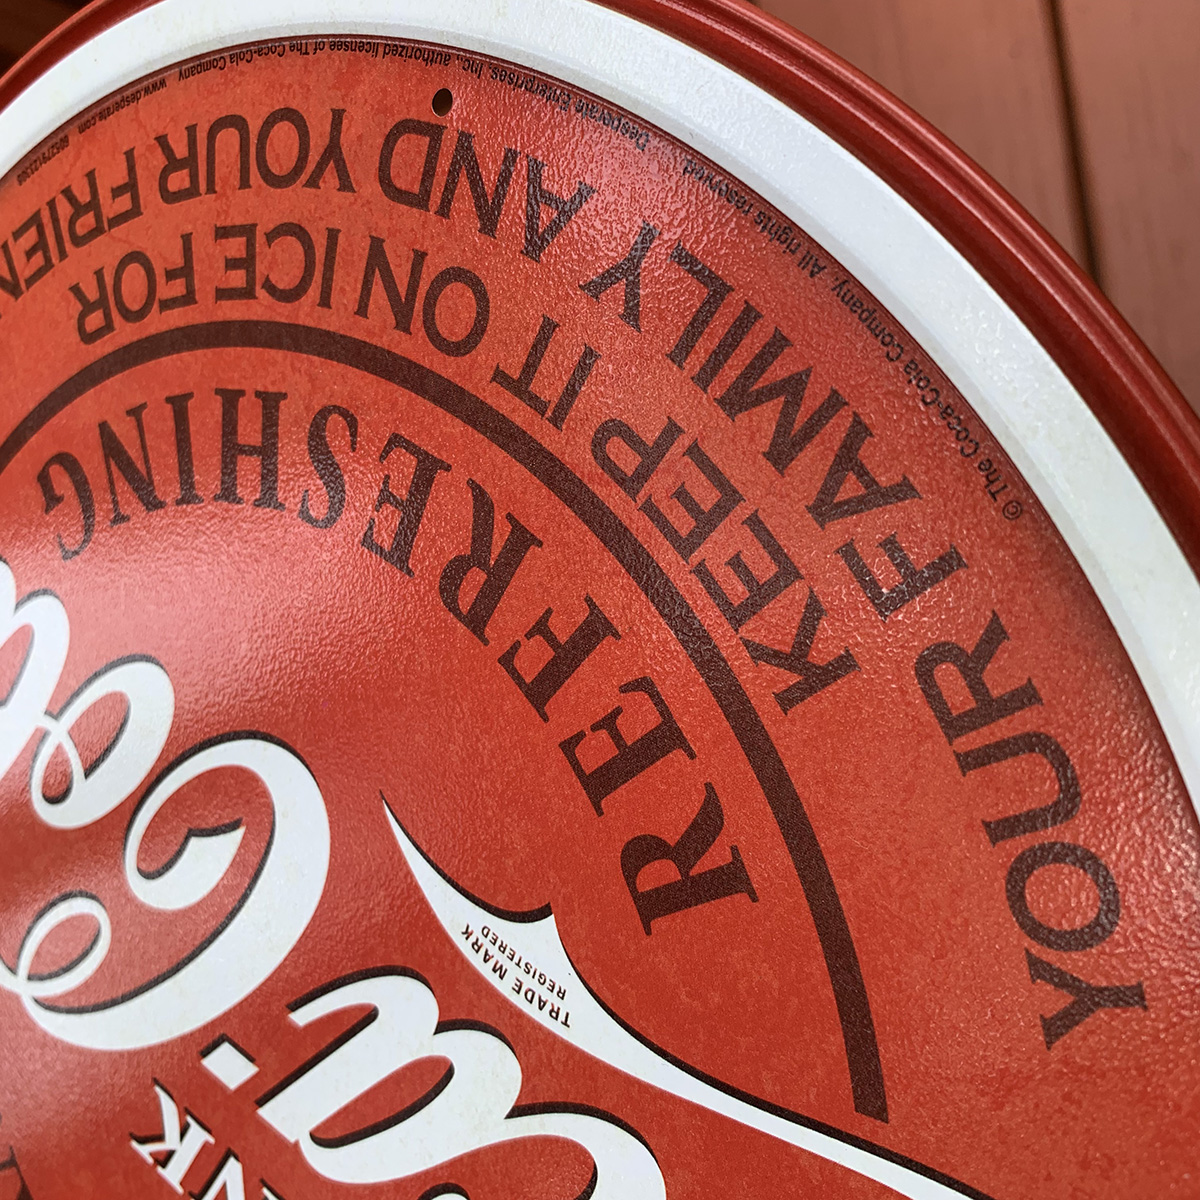 TRADE MARK
REGISTERED
REFRESHING
KEEP IT ON ICE FOR
YOUR FAMILY AND YOUR FRIEN
© The Coca-Cola Company. All rights reserved. Desperate Enterprises, Inc., authorized licensee of The Coca-Cola Company www.desperate.com